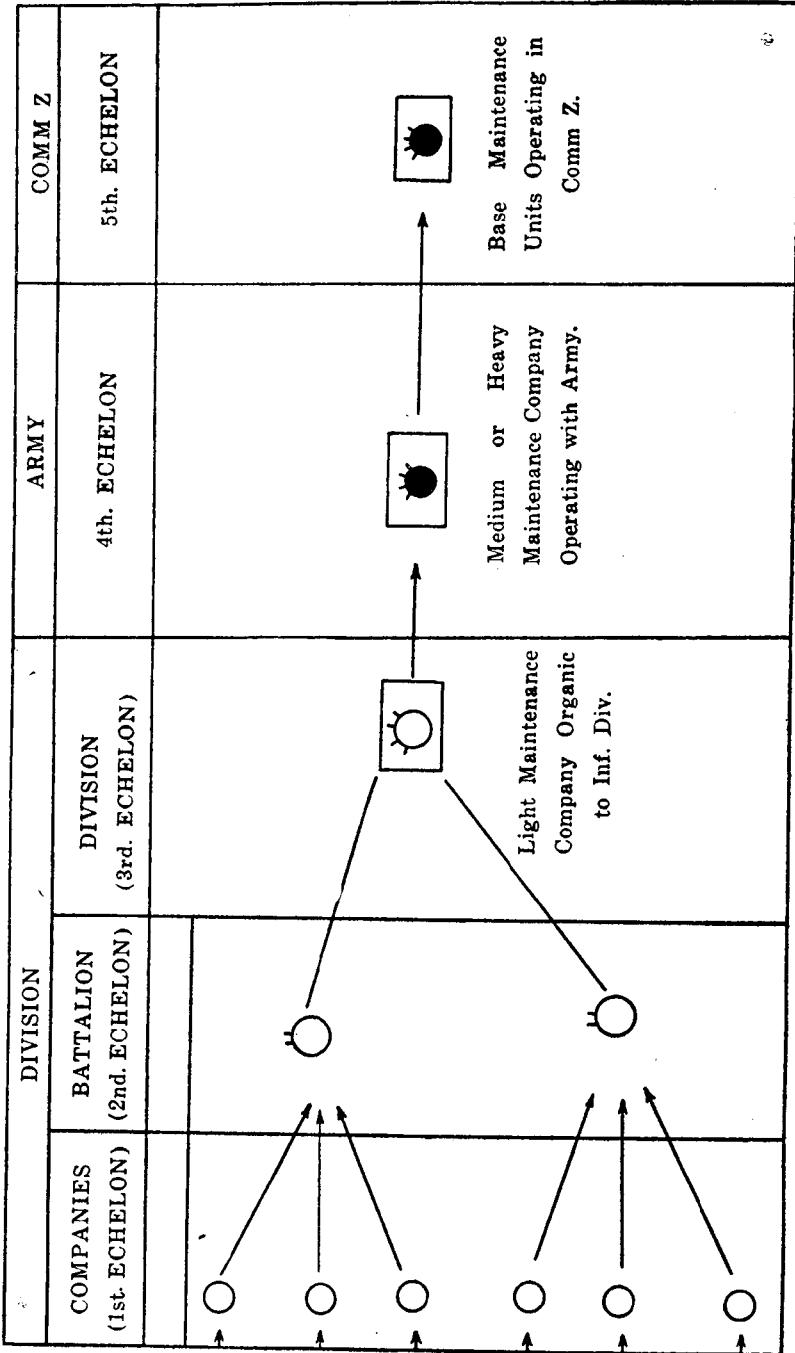 DIVISION
ARMY
COMM Z
COMPANIES
(1st. ECHELON)
BATTALION
(2nd. ECHELON)
DIVISION
(3rd. ECHELON)
4th. ECHELON
5th. ECHELON
Light Maintenance
Company Organic
to Inf. Div.
Medium or Heavy
Maintenance Company
Operating with Army.
Base Maintenance
Units Operating in
Comm Z.